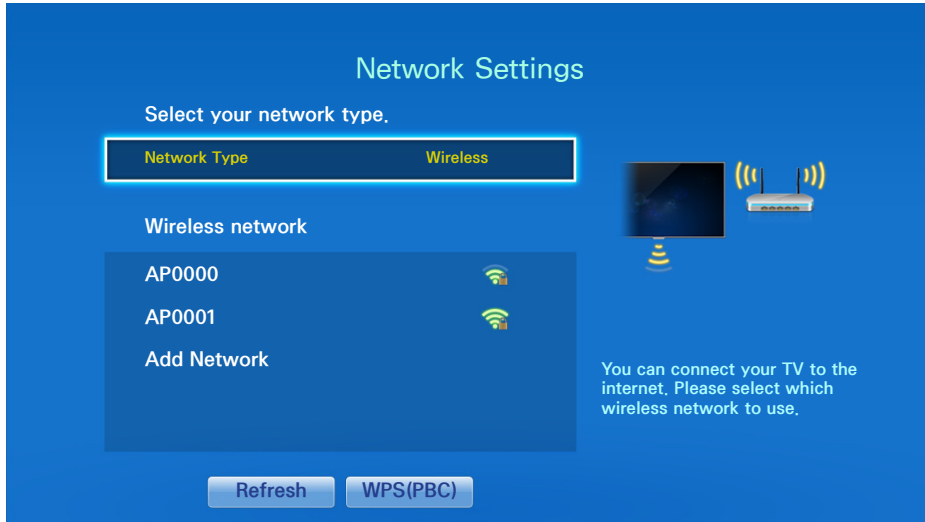 Network Settings
Select your network type.
Network Type Wireless
Wireless network
AP0000
AP0001
Add Network
You can connect your TV to the
internet. Please select which
wireless network to use.
Refresh WPS(PBC)